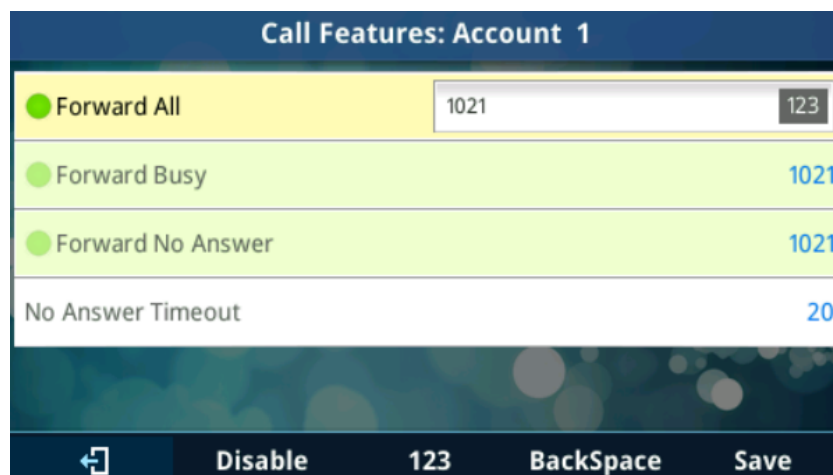 Call Features: Account 1
Forward All 1021 123
Forward Busy 1021
Forward No Answer 1021
No Answer Timeout 20
Disable 123 BackSpace Save